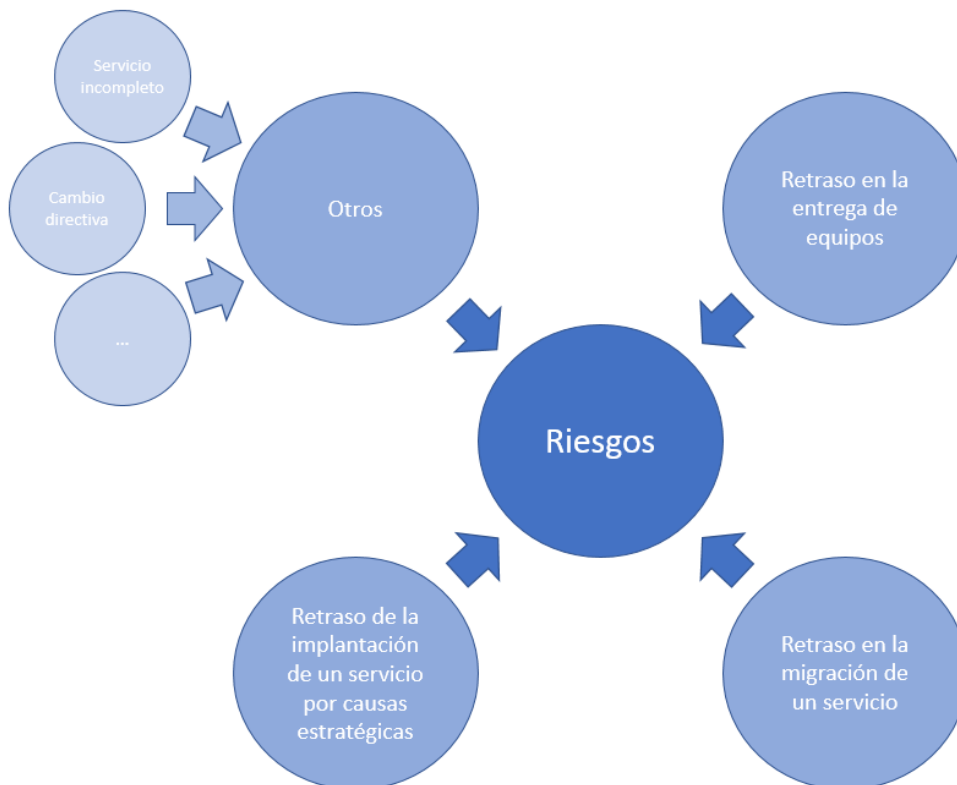 Servicio
incompleto
Cambio
directiva
...
Otros
Retraso en la
entrega de
equipos
Riesgos
Retraso de la
implantación
de un servicio
por causas
estratégicas
Retraso en la
migración de
un servicio